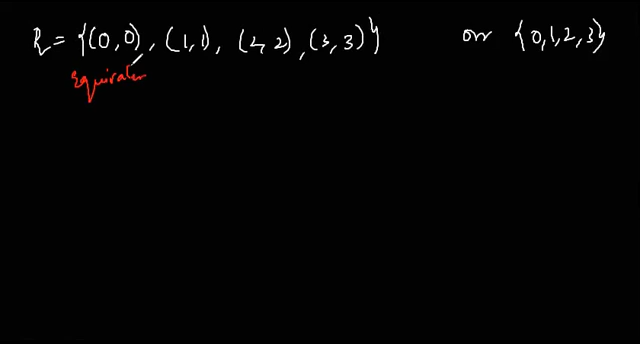 R = {(0,0), (1,1), (2,2), (3,3)} on {0,1,2,3}
Equivalen